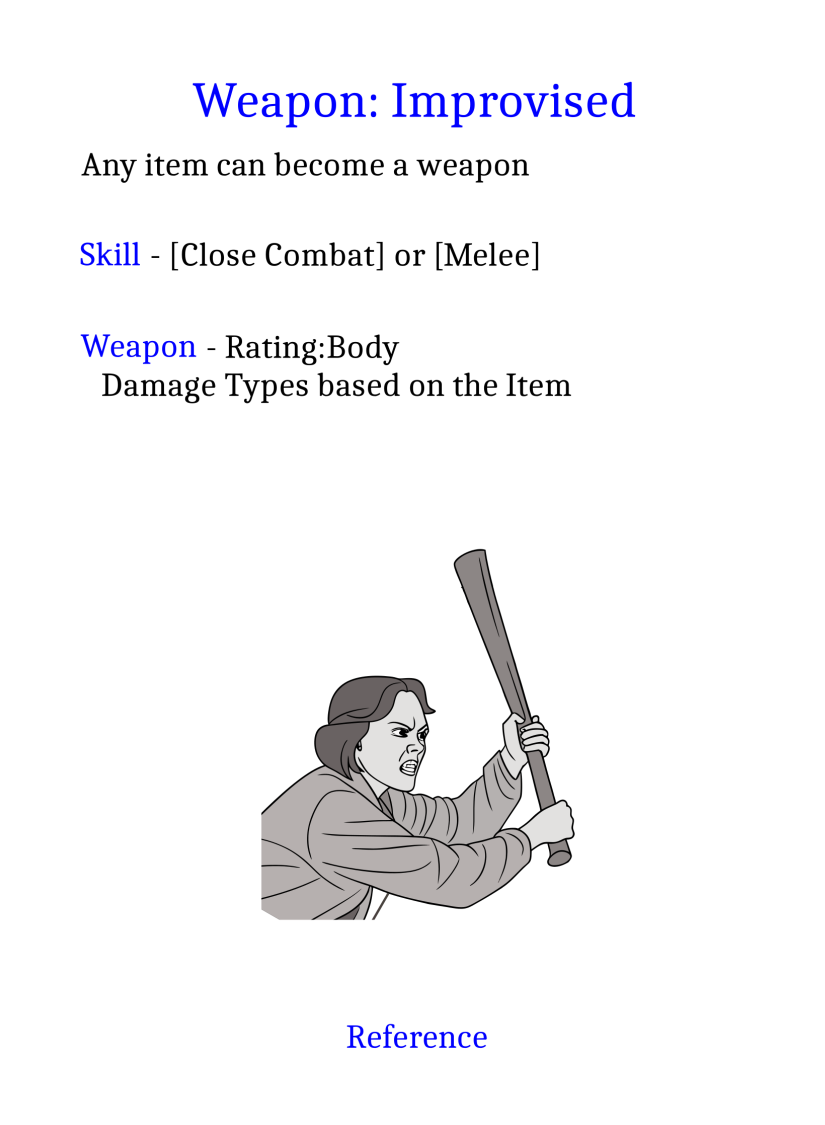 Weapon: Improvised
Any item can become a weapon
Skill - [Close Combat] or [Melee]
Weapon - Rating:Body
Damage Types based on the Item
Reference